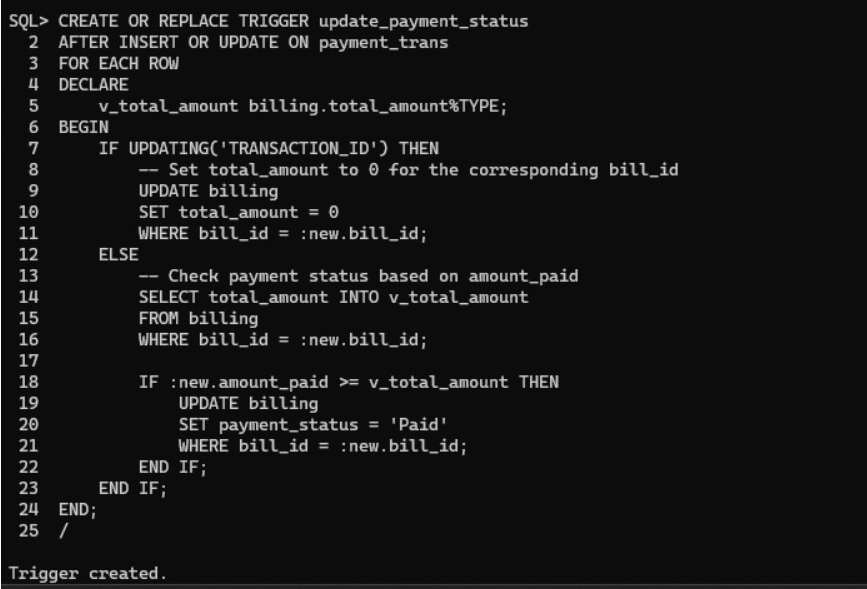 SQL> CREATE OR REPLACE TRIGGER update_payment_status
  2  AFTER INSERT OR UPDATE ON payment_trans
  3  FOR EACH ROW
  4  DECLARE
  5      v_total_amount billing.total_amount%TYPE;
  6  BEGIN
  7      IF UPDATING('TRANSACTION_ID') THEN
  8          -- Set total_amount to 0 for the corresponding bill_id
  9          UPDATE billing
 10          SET total_amount = 0
 11          WHERE bill_id = :new.bill_id;
 12      ELSE
 13          -- Check payment status based on amount_paid
 14          SELECT total_amount INTO v_total_amount
 15          FROM billing
 16          WHERE bill_id = :new.bill_id;
 17
 18          IF :new.amount_paid >= v_total_amount THEN
 19              UPDATE billing
 20              SET payment_status = 'Paid'
 21              WHERE bill_id = :new.bill_id;
 22          END IF;
 23      END IF;
 24  END;
 25  /
Trigger created.